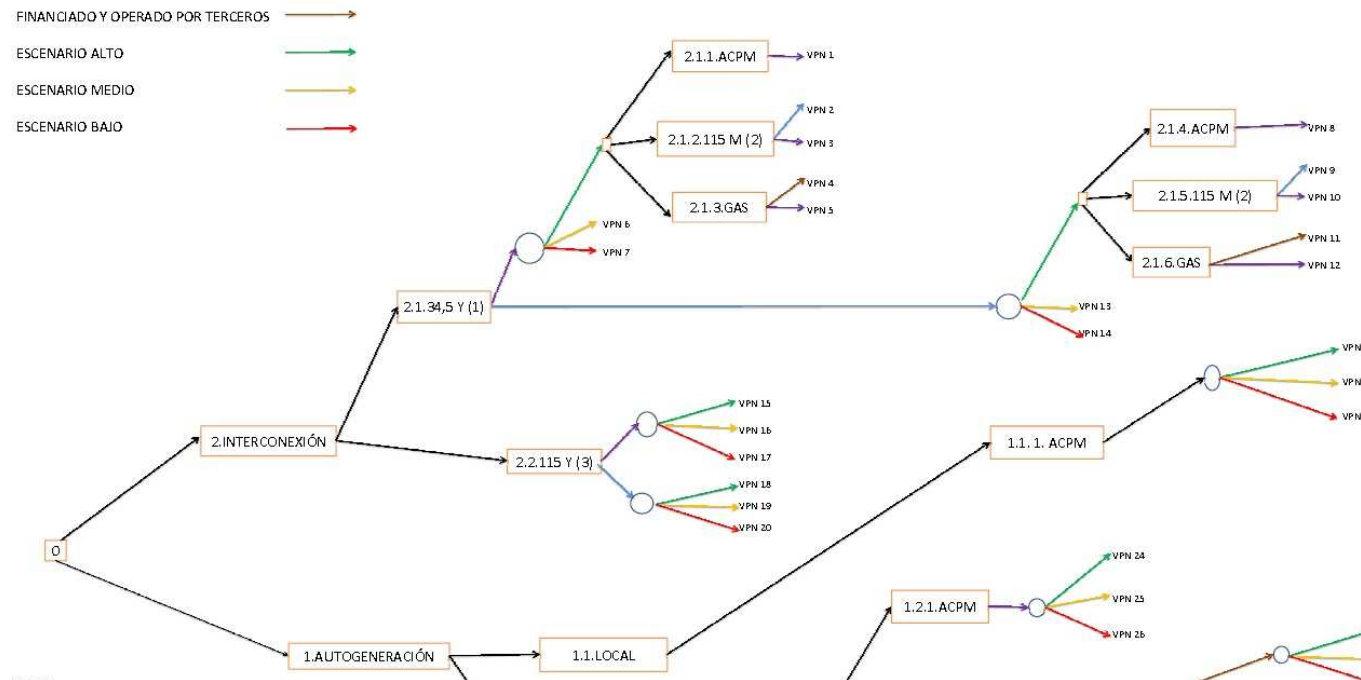 FINANCIADO Y OPERADO POR TERCEROS
ESCENARIO ALTO
ESCENARIO MEDIO
ESCENARIO BAJO
2.1.1.ACPM
VPN 1
2.1.2.115 M (2)
VPN 2
VPN 3
2.1.3.GAS
VPN 4
VPN 5
VPN 6
VPN 7
2.1.4.ACPM
VPN 8
2.1.5.115 M (2)
VPN 9
VPN 10
2.1.6.GAS
VPN 11
VPN 12
2.1.34,5 Y (1)
VPN 13
VPN 14
VPN
VPN
VPN
2.INTERCONEXIÓN
2.2.115 Y (3)
VPN 15
VPN 16
VPN 17
VPN 18
VPN 19
VPN 20
1.1. 1. ACPM
O
1.2.1.ACPM
VPN 24
VPN 25
VPN 26
1.AUTOGENERACIÓN
1.1.LOCAL